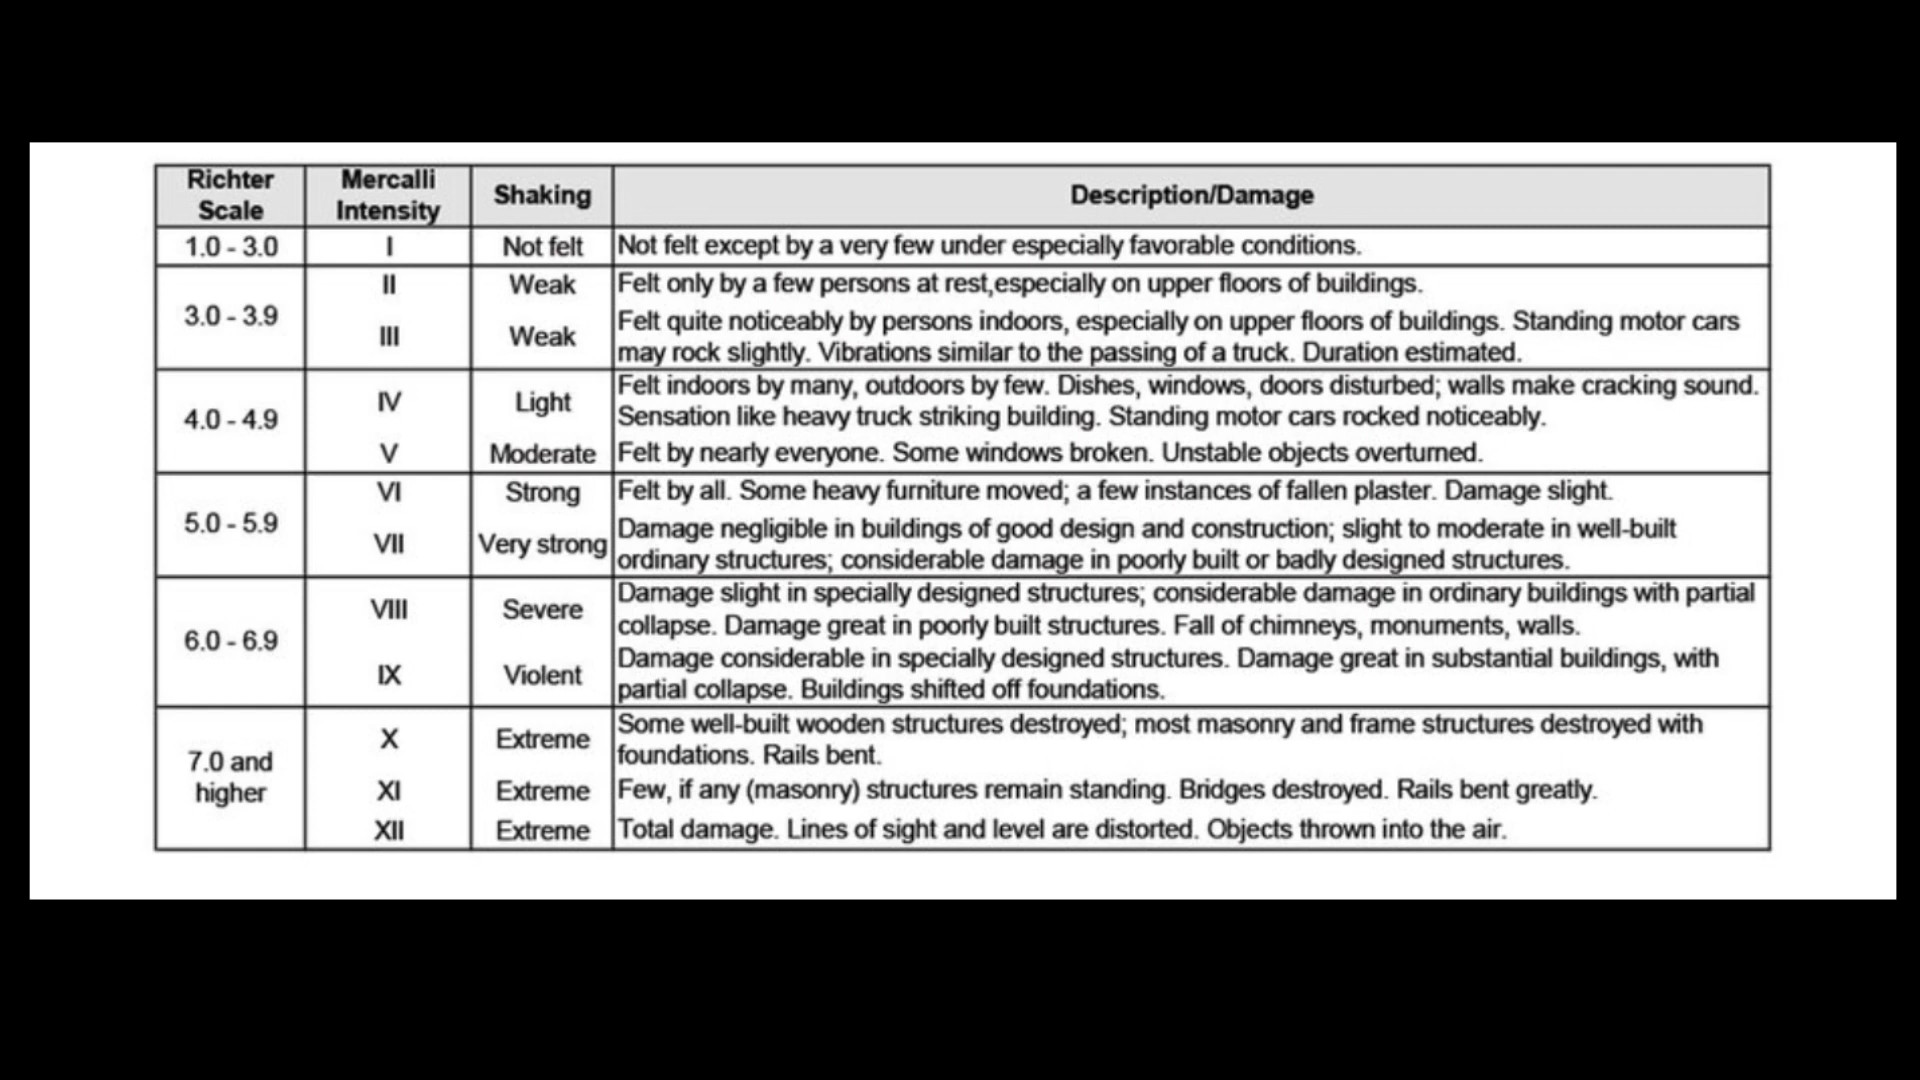 Richter Scale | Mercalli Intensity | Shaking | Description/Damage
1.0 - 3.0 | I | Not felt | Not felt except by a very few under especially favorable conditions.
3.0 - 3.9 | II | Weak | Felt only by a few persons at rest,especially on upper floors of buildings.
III | Weak | Felt quite noticeably by persons indoors, especially on upper floors of buildings. Standing motor cars
may rock slightly. Vibrations similar to the passing of a truck. Duration estimated.
4.0 - 4.9 | IV | Light | Felt indoors by many, outdoors by few. Dishes, windows, doors disturbed; walls make cracking sound.
Sensation like heavy truck striking building. Standing motor cars rocked noticeably.
V | Moderate | Felt by nearly everyone. Some windows broken. Unstable objects overturned.
5.0 - 5.9 | VI | Strong | Felt by all. Some heavy furniture moved; a few instances of fallen plaster. Damage slight.
VII | Very strong | Damage negligible in buildings of good design and construction; slight to moderate in well-built
ordinary structures; considerable damage in poorly built or badly designed structures.
6.0 - 6.9 | VIII | Severe | Damage slight in specially designed structures; considerable damage in ordinary buildings with partial
collapse. Damage great in poorly built structures. Fall of chimneys, monuments, walls.
IX | Violent | Damage considerable in specially designed structures. Damage great in substantial buildings, with
partial collapse. Buildings shifted off foundations.
7.0 and higher | X | Extreme | Some well-built wooden structures destroyed; most masonry and frame structures destroyed with
foundations. Rails bent.
XI | Extreme | Few, if any (masonry) structures remain standing. Bridges destroyed. Rails bent greatly.
XII | Extreme | Total damage. Lines of sight and level are distorted. Objects thrown into the air.